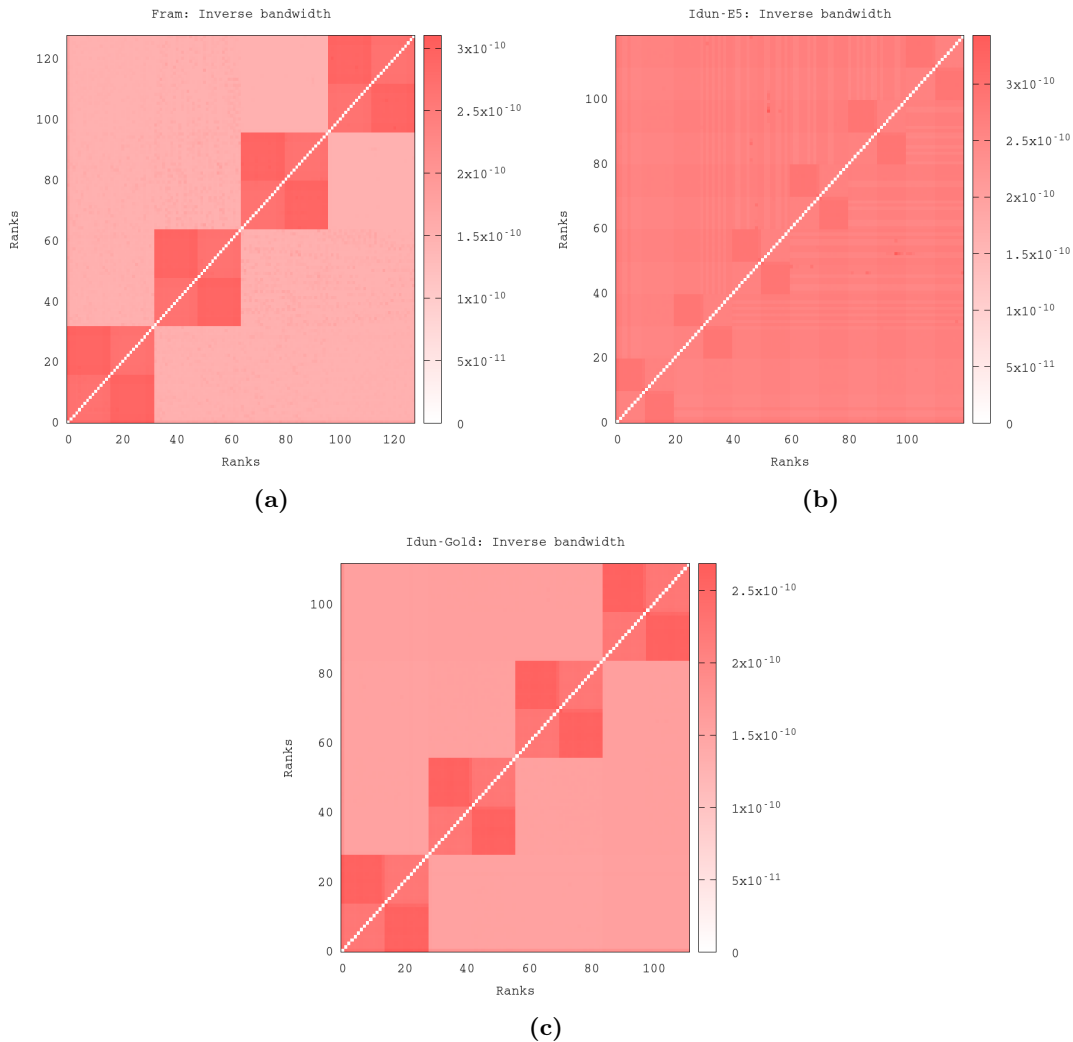 Fram: Inverse bandwidth
120
100
80
60
40
20
0
Ranks
0 20 40 60 80 100 120
Ranks
3x10^-10
2.5x10^-10
2x10^-10
1.5x10^-10
1x10^-10
5x10^-11
0
(a)
Idun-E5: Inverse bandwidth
100
80
60
40
20
0
Ranks
0 20 40 60 80 100
Ranks
3x10^-10
2.5x10^-10
2x10^-10
1.5x10^-10
1x10^-10
5x10^-11
0
(b)
Idun-Gold: Inverse bandwidth
100
80
60
40
20
0
Ranks
0 20 40 60 80 100
Ranks
2.5x10^-10
2x10^-10
1.5x10^-10
1x10^-10
5x10^-11
0
(c)